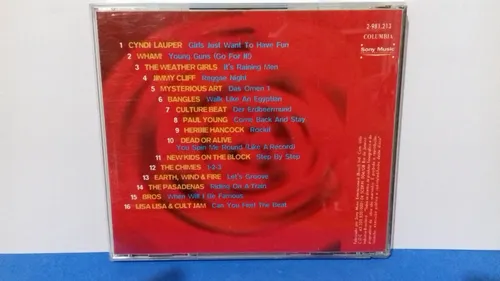 2-981.213
COLUMBIA
Sony Music
1 CYNDI LAUPER Girls Just Want To Have Fun
2 WHAM! Young Guns (Go For It)
3 THE WEATHER GIRLS It's Raining Men
4 JIMMY CLIFF Reggae Night
5 MYSTERIOUS ART Das Omen 1
6 BANGLES Walk Like An Egyptian
7 CULTURE BEAT Der Erdbeermund
8 PAUL YOUNG Come Back And Stay
9 HERBIE HANCOCK Rockit
10 DEAD OR ALIVE
You Spin Me Round (Like A Record)
11 NEW KIDS ON THE BLOCK Step By Step
12 THE CHIMES 1-2-3
13 EARTH, WIND & FIRE Let's Groove
14 THE PASADENAS Riding On A Train
15 BROS When Will I Be Famous
16 LISA LISA & CULT JAM Can You Feel the Beat